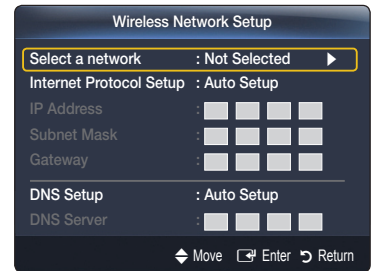 Wireless Network Setup
Select a network : Not Selected ▶
Internet Protocol Setup : Auto Setup
IP Address :
Subnet Mask :
Gateway :
DNS Setup : Auto Setup
DNS Server :
Move Enter Return